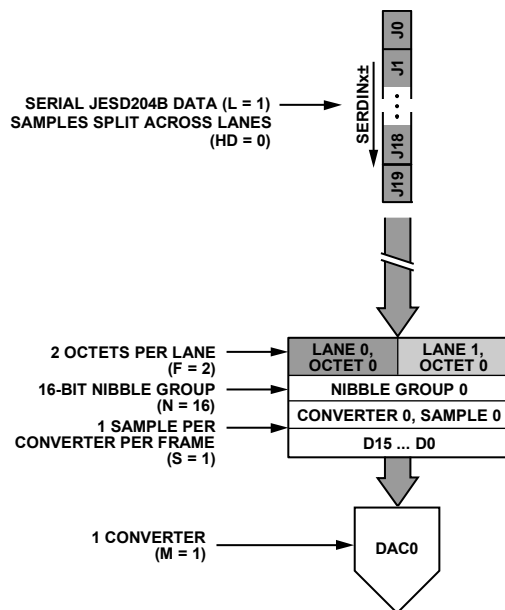 J0
J1
J18
J19
SERDINx±
SERIAL JESD204B DATA (L = 1)
SAMPLES SPLIT ACROSS LANES
(HD = 0)
2 OCTETS PER LANE
(F = 2)
LANE 0,
OCTET 0
LANE 1,
OCTET 0
16-BIT NIBBLE GROUP
(N = 16)
NIBBLE GROUP 0
1 SAMPLE PER
CONVERTER PER FRAME
(S = 1)
CONVERTER 0, SAMPLE 0
D15 ... D0
1 CONVERTER
(M = 1)
DAC0